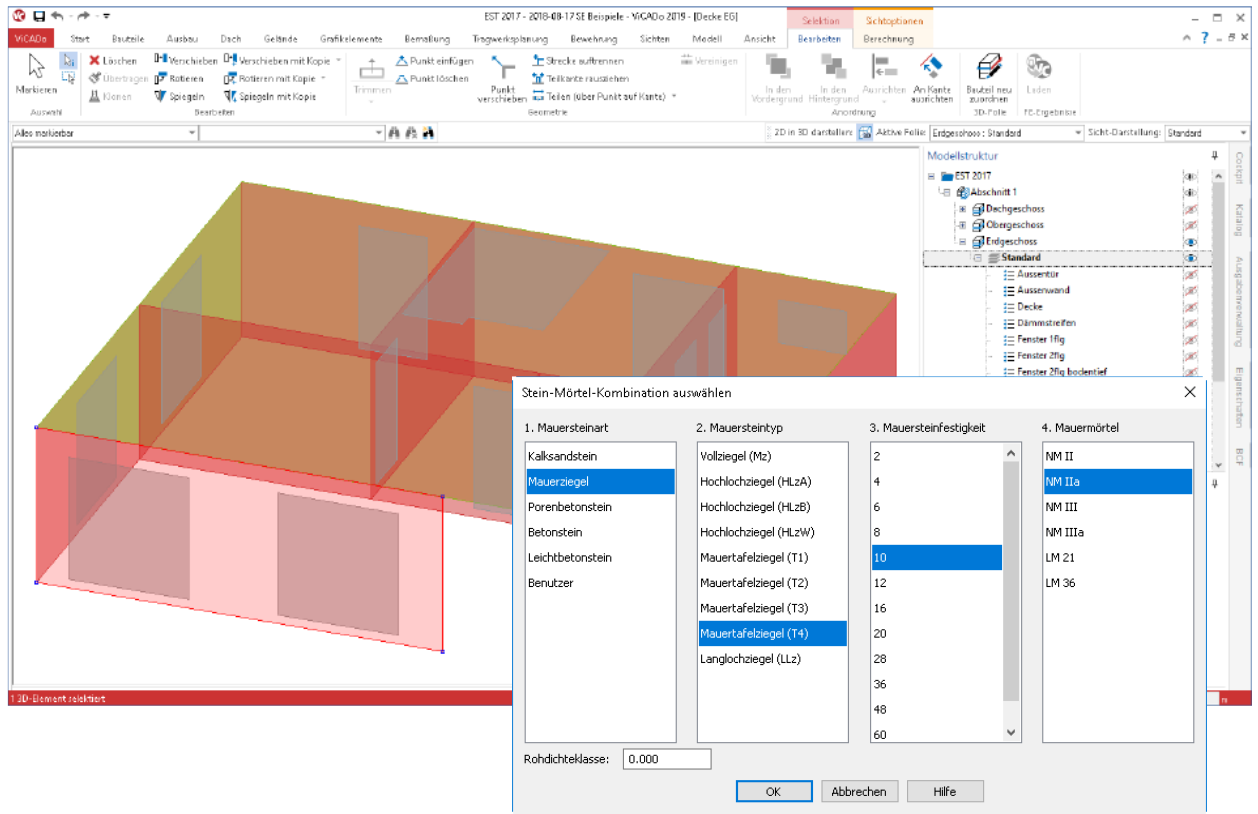 EST 2017 - 2018-08-17 SE Beispiele - ViCADo 2019 - [Decke EG]
Selektion Sichtoptionen
ViCADo Start Bauteile Ausbau Dach Gelände Grafikelemente Bemaßung Tragwerksplanung Bewehrung Sichten Modell Ansicht Bearbeiten Berechnung
Markieren
Auswahl
Löschen Verschieben Verschieben mit Kopie
Übertragen Rotieren Rotieren mit Kopie
Klonen Spiegeln Spiegeln mit Kopie
Bearbeiten
Trimmen
Punkt einfügen
Punkt löschen
Punkt verschieben
Strecke auftrennen
Teilkante rausziehen
Teilen (über Punkt auf Kante)
Vereinigen
Geometrie
In den Vordergrund
In den Hintergrund
Ausrichten
An Kante ausrichten
Anordnung
Bauteil neu zuordnen
3D-Folie
Laden
FE-Ergebnisse
Alles markierbar
2D in 3D darstellen: Aktive Folie: Erdgeschoss : Standard Sicht-Darstellung: Standard
Modellstruktur
EST 2017
Abschnitt 1
Dachgeschoss
Obergeschoss
Erdgeschoss
Standard
Aussentür
Aussenwand
Decke
Dämmstreifen
Fenster 1flg
Fenster 2flg
Fenster 2flg bodentief
Cockpit
Katalog
Ausgabenverwaltung
Eigenschaften
BCF
Stein-Mörtel-Kombination auswählen
1. Mauersteinart
Kalksandstein
Mauerziegel
Porenbetonstein
Betonstein
Leichtbetonstein
Benutzer
2. Mauersteintyp
Vollziegel (Mz)
Hochlochziegel (HLzA)
Hochlochziegel (HLzB)
Hochlochziegel (HLzW)
Mauertafelziegel (T1)
Mauertafelziegel (T2)
Mauertafelziegel (T3)
Mauertafelziegel (T4)
Langlochziegel (LLz)
3. Mauersteinfestigkeit
2
4
6
8
10
12
16
20
28
36
48
60
4. Mauermörtel
NM II
NM IIa
NM III
NM IIIa
LM 21
LM 36
Rohdichteklasse: 0.000
OK Abbrechen Hilfe
1 3D-Element selektiert
m